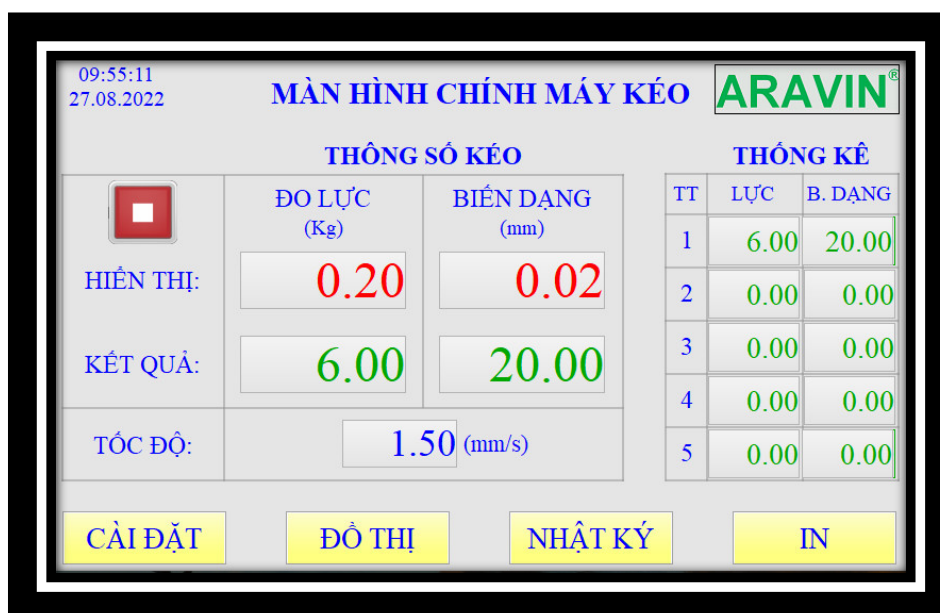 09:55:11
27.08.2022
MÀN HÌNH CHÍNH MÁY KÉO
ARAVIN®
THÔNG SỐ KÉO
ĐO LỰC
(Kg)
BIẾN DẠNG
(mm)
HIỂN THỊ:
0.20
0.02
KẾT QUẢ:
6.00
20.00
TỐC ĐỘ:
1.50 (mm/s)
THỐNG KÊ
TT LỰC B. DẠNG
1 6.00 20.00
2 0.00 0.00
3 0.00 0.00
4 0.00 0.00
5 0.00 0.00
CÀI ĐẶT
ĐỒ THỊ
NHẬT KÝ
IN